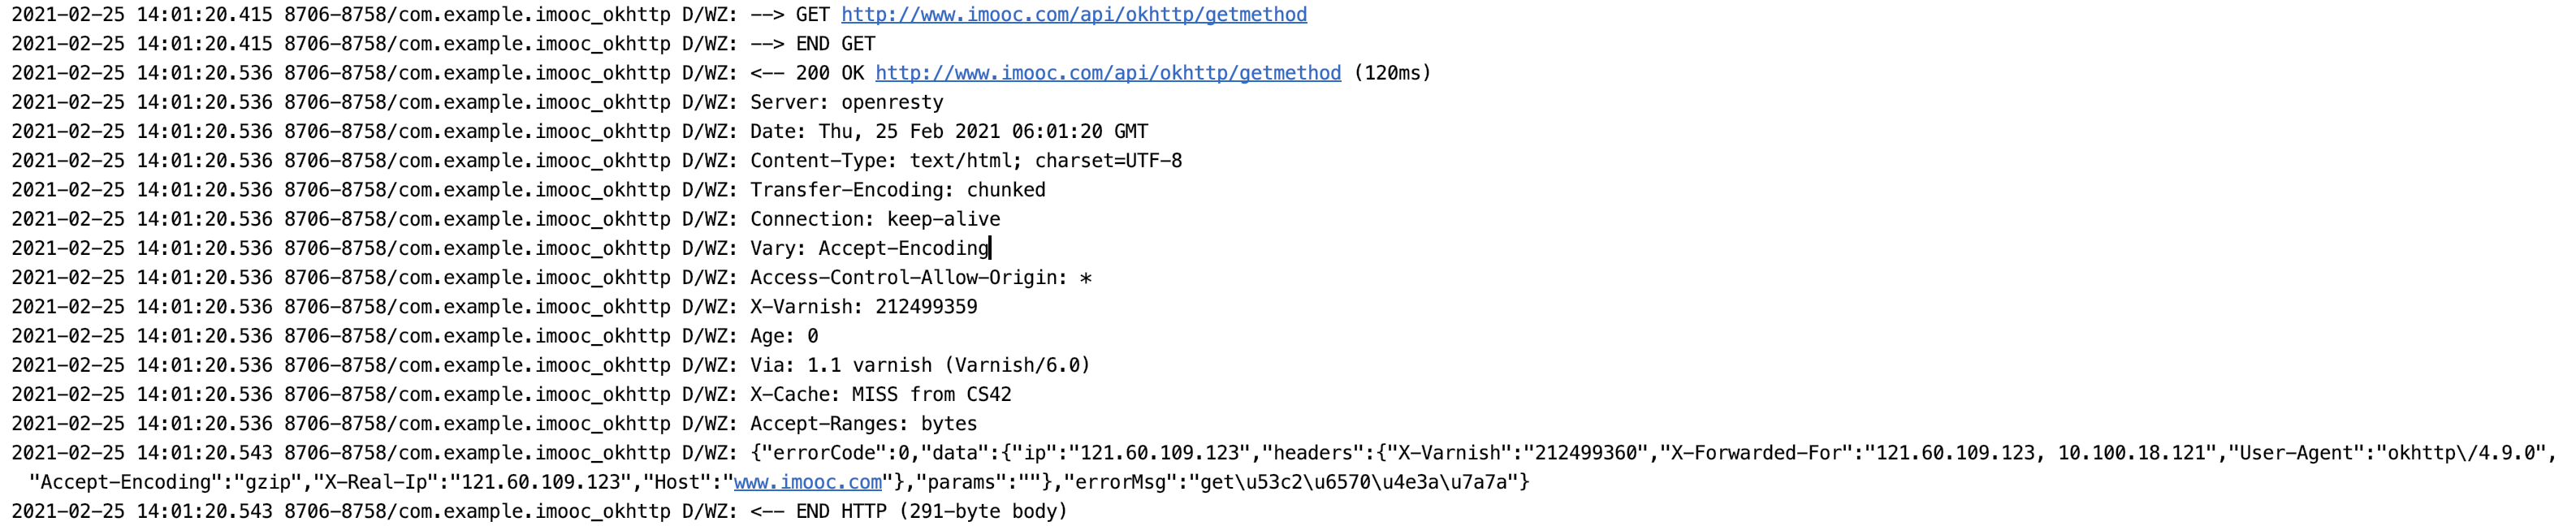 2021-02-25 14:01:20.415 8706-8758/com.example.imooc_okhttp D/WZ: --> GET http://www.imooc.com/api/okhttp/getmethod
2021-02-25 14:01:20.415 8706-8758/com.example.imooc_okhttp D/WZ: --> END GET
2021-02-25 14:01:20.536 8706-8758/com.example.imooc_okhttp D/WZ: <-- 200 OK http://www.imooc.com/api/okhttp/getmethod (120ms)
2021-02-25 14:01:20.536 8706-8758/com.example.imooc_okhttp D/WZ: Server: openresty
2021-02-25 14:01:20.536 8706-8758/com.example.imooc_okhttp D/WZ: Date: Thu, 25 Feb 2021 06:01:20 GMT
2021-02-25 14:01:20.536 8706-8758/com.example.imooc_okhttp D/WZ: Content-Type: text/html; charset=UTF-8
2021-02-25 14:01:20.536 8706-8758/com.example.imooc_okhttp D/WZ: Transfer-Encoding: chunked
2021-02-25 14:01:20.536 8706-8758/com.example.imooc_okhttp D/WZ: Connection: keep-alive
2021-02-25 14:01:20.536 8706-8758/com.example.imooc_okhttp D/WZ: Vary: Accept-Encoding
2021-02-25 14:01:20.536 8706-8758/com.example.imooc_okhttp D/WZ: Access-Control-Allow-Origin: *
2021-02-25 14:01:20.536 8706-8758/com.example.imooc_okhttp D/WZ: X-Varnish: 212499359
2021-02-25 14:01:20.536 8706-8758/com.example.imooc_okhttp D/WZ: Age: 0
2021-02-25 14:01:20.536 8706-8758/com.example.imooc_okhttp D/WZ: Via: 1.1 varnish (Varnish/6.0)
2021-02-25 14:01:20.536 8706-8758/com.example.imooc_okhttp D/WZ: X-Cache: MISS from CS42
2021-02-25 14:01:20.536 8706-8758/com.example.imooc_okhttp D/WZ: Accept-Ranges: bytes
2021-02-25 14:01:20.543 8706-8758/com.example.imooc_okhttp D/WZ: {"errorCode":0,"data":{"ip":"121.60.109.123","headers":{"X-Varnish":"212499360","X-Forwarded-For":"121.60.109.123, 10.100.18.121","User-Agent":"okhttp\/4.9.0",
"Accept-Encoding":"gzip","X-Real-Ip":"121.60.109.123","Host":"www.imooc.com"},"params":""},"errorMsg":"get\u53c2\u6570\u4e3a\u7a7a"}
2021-02-25 14:01:20.543 8706-8758/com.example.imooc_okhttp D/WZ: <-- END HTTP (291-byte body)